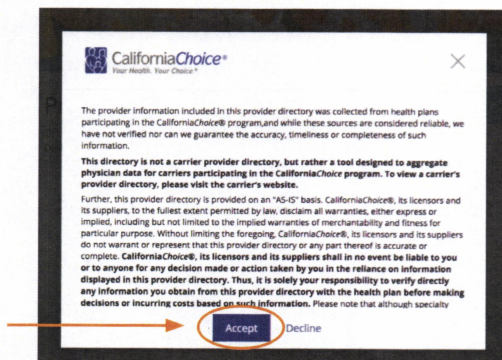 CaliforniaChoice®
Your Health. Your Choice.®
The provider information included in this provider directory was collected from health plans
participating in the CaliforniaChoice® program,and while these sources are considered reliable, we
have not verified nor can we guarantee the accuracy, timeliness or completeness of such
information.
This directory is not a carrier provider directory, but rather a tool designed to aggregate
physician data for carriers participating in the CaliforniaChoice program. To view a carrier's
provider directory, please visit the carrier's website.
Further, this provider directory is provided on an "AS-IS" basis. CaliforniaChoice®, its licensors and
its suppliers, to the fullest extent permitted by law, disclaim all warranties, either express or
implied, including but not limited to the implied warranties of merchantability and fitness for
particular purpose. Without limiting the foregoing, CaliforniaChoice®, its licensors and its suppliers
do not warrant or represent that this provider directory or any part thereof is accurate or
complete. CaliforniaChoice®, its licensors and its suppliers shall in no event be liable to you
or to anyone for any decision made or action taken by you in the reliance on information
displayed in this provider directory. Thus, it is solely your responsibility to verify directly
any information you obtain from this provider directory with the health plan before making
decisions or incurring costs based on such information. Please note that although specialty
Accept Decline